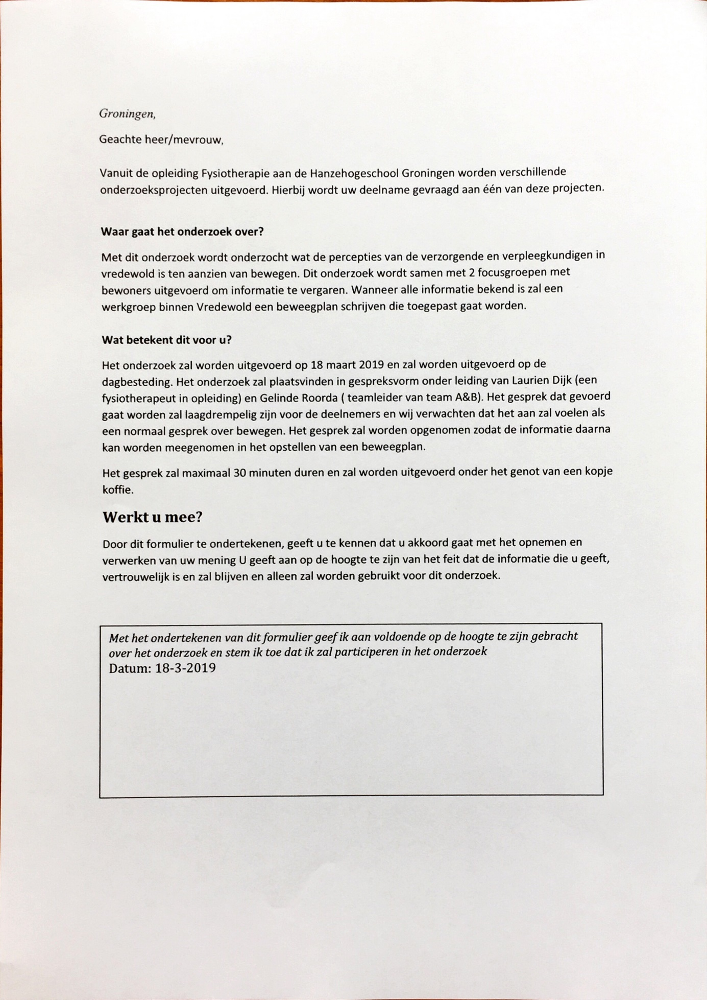 Groningen,
Geachte heer/mevrouw,
Vanuit de opleiding Fysiotherapie aan de Hanzehogeschool Groningen worden verschillende
onderzoeksprojecten uitgevoerd. Hierbij wordt uw deelname gevraagd aan één van deze projecten.
Waar gaat het onderzoek over?
Met dit onderzoek wordt onderzocht wat de percepties van de verzorgende en verpleegkundigen in
vredewold is ten aanzien van bewegen. Dit onderzoek wordt samen met 2 focusgroepen met
bewoners uitgevoerd om informatie te vergaren. Wanneer alle informatie bekend is zal een
werkgroep binnen Vredewold een beweegplan schrijven die toegepast gaat worden.
Wat betekent dit voor u?
Het onderzoek zal worden uitgevoerd op 18 maart 2019 en zal worden uitgevoerd op de
dagbesteding. Het onderzoek zal plaatsvinden in gespreksvorm onder leiding van Laurien Dijk (een
fysiotherapeut in opleiding) en Gelinde Roorda ( teamleider van team A&B). Het gesprek dat gevoerd
gaat worden zal laagdrempelig zijn voor de deelnemers en wij verwachten dat het aan zal voelen als
een normaal gesprek over bewegen. Het gesprek zal worden opgenomen zodat de informatie daarna
kan worden meegenomen in het opstellen van een beweegplan.
Het gesprek zal maximaal 30 minuten duren en zal worden uitgevoerd onder het genot van een kopje
koffie.
Werkt u mee?
Door dit formulier te ondertekenen, geeft u te kennen dat u akkoord gaat met het opnemen en
verwerken van uw mening U geeft aan op de hoogte te zijn van het feit dat de informatie die u geeft,
vertrouwelijk is en zal blijven en alleen zal worden gebruikt voor dit onderzoek.
Met het ondertekenen van dit formulier geef ik aan voldoende op de hoogte te zijn gebracht
over het onderzoek en stem ik toe dat ik zal participeren in het onderzoek
Datum: 18-3-2019